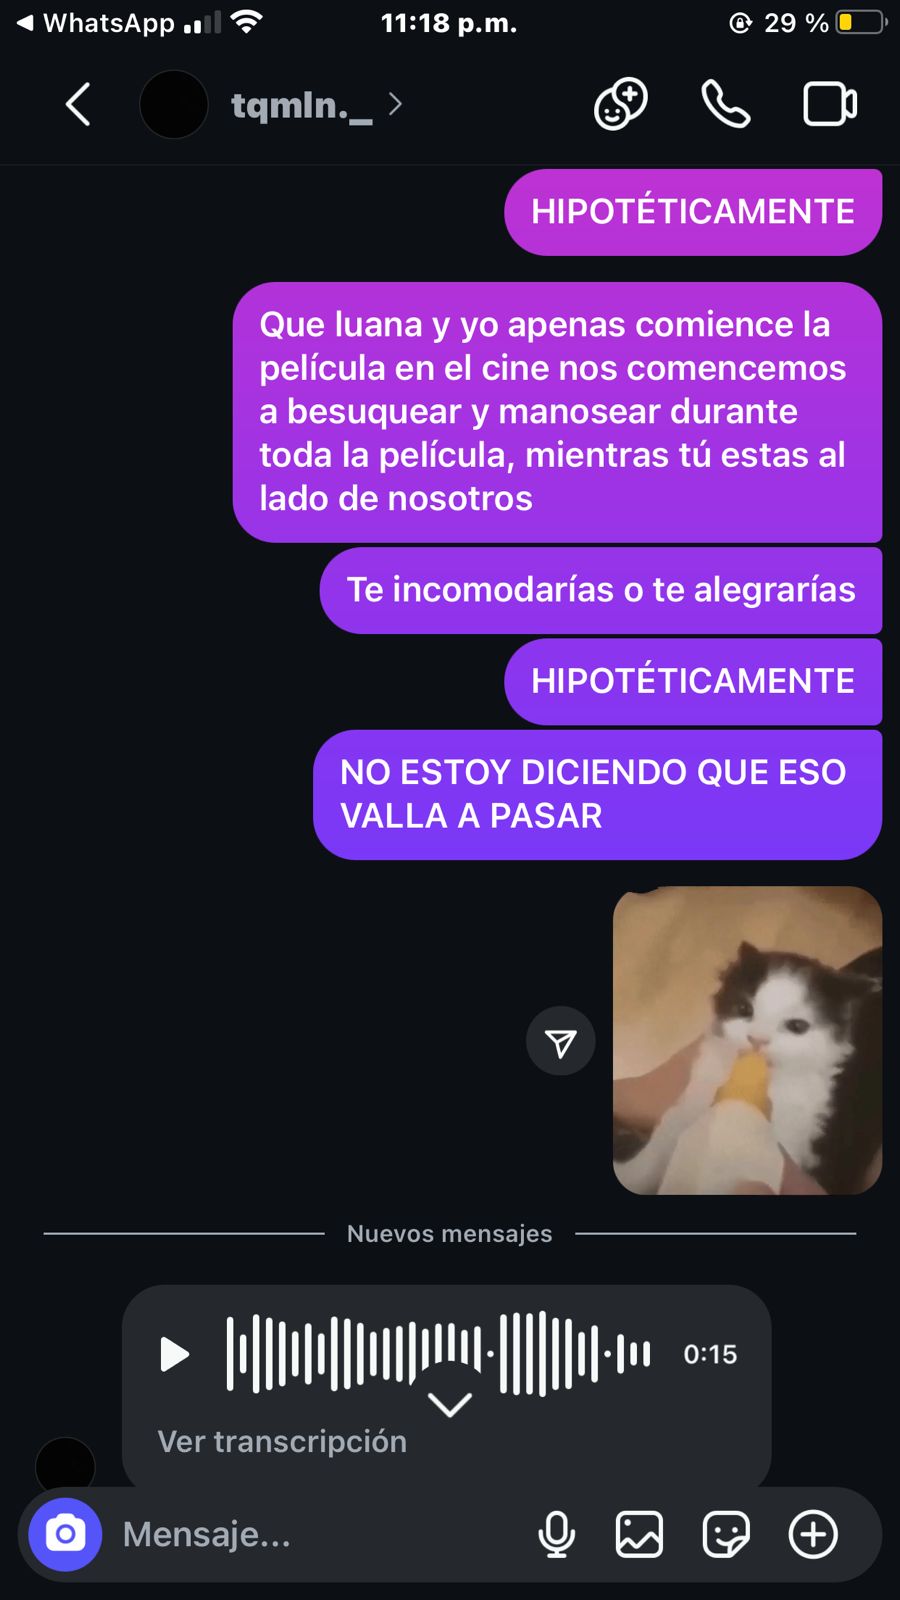 WhatsApp
11:18 p.m.
29 %
tqmln._
HIPOTÉTICAMENTE
Que luana y yo apenas comience la
película en el cine nos comencemos
a besuquear y manosear durante
toda la película, mientras tú estas al
lado de nosotros
Te incomodarías o te alegrarías
HIPOTÉTICAMENTE
NO ESTOY DICIENDO QUE ESO
VALLA A PASAR
Nuevos mensajes
0:15
Ver transcripción
Mensaje...